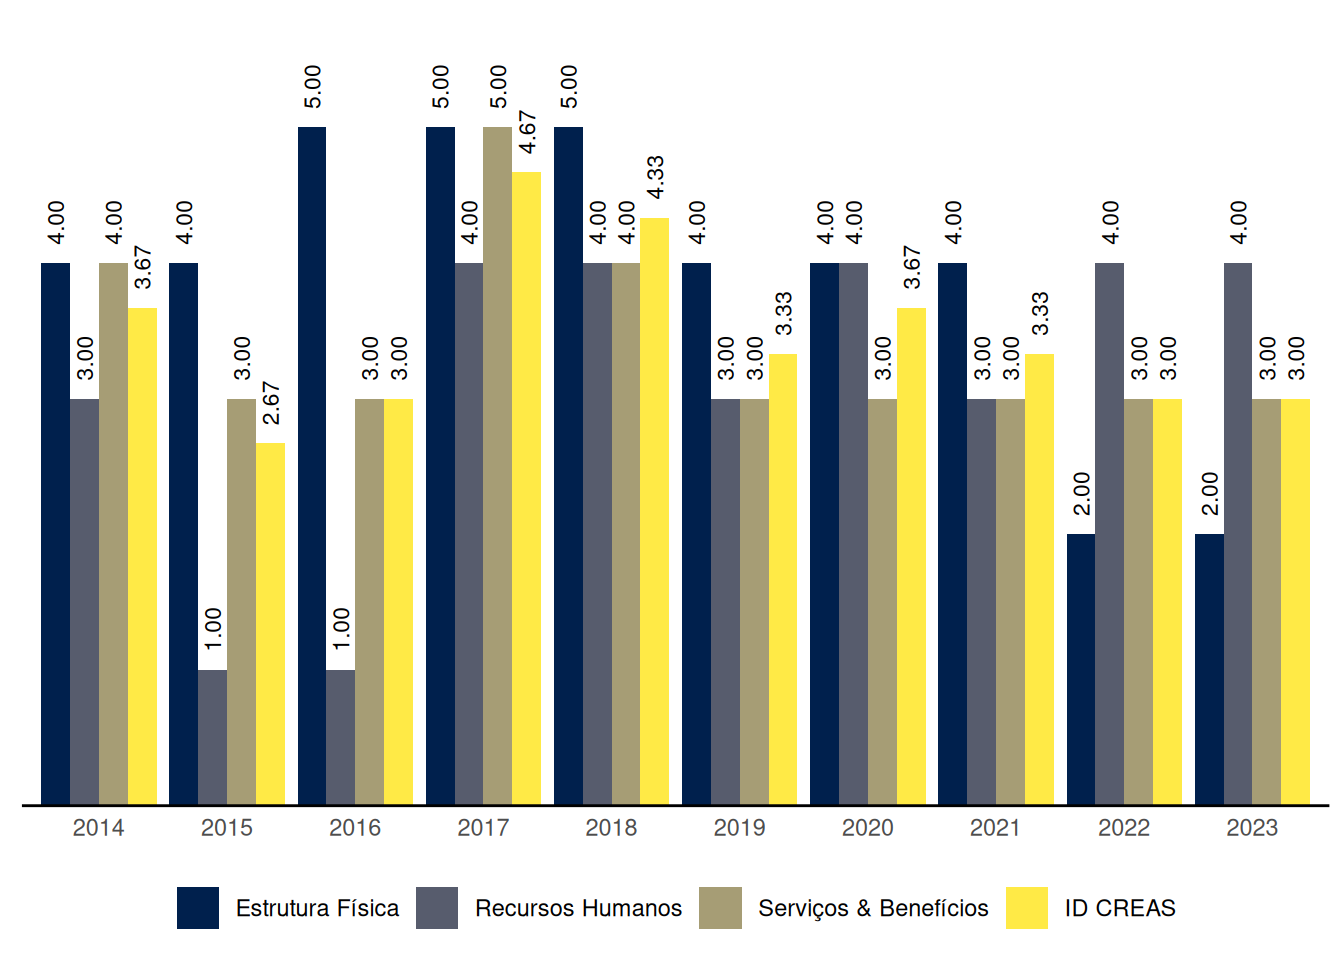 5.00 5.00 5.00 5.00
4.67
4.33
4.00 4.00 4.00 4.00 4.00 4.00 4.00 4.00 4.00 4.00 4.00 4.00
3.67 3.67
3.33 3.33
3.00 3.00 3.00 3.00 3.00 3.00 3.00 3.00 3.00 3.00 3.00 3.00 3.00
2.67
2.00 2.00
1.00 1.00
2014 2015 2016 2017 2018 2019 2020 2021 2022 2023
Estrutura Física Recursos Humanos Serviços & Benefícios ID CREAS